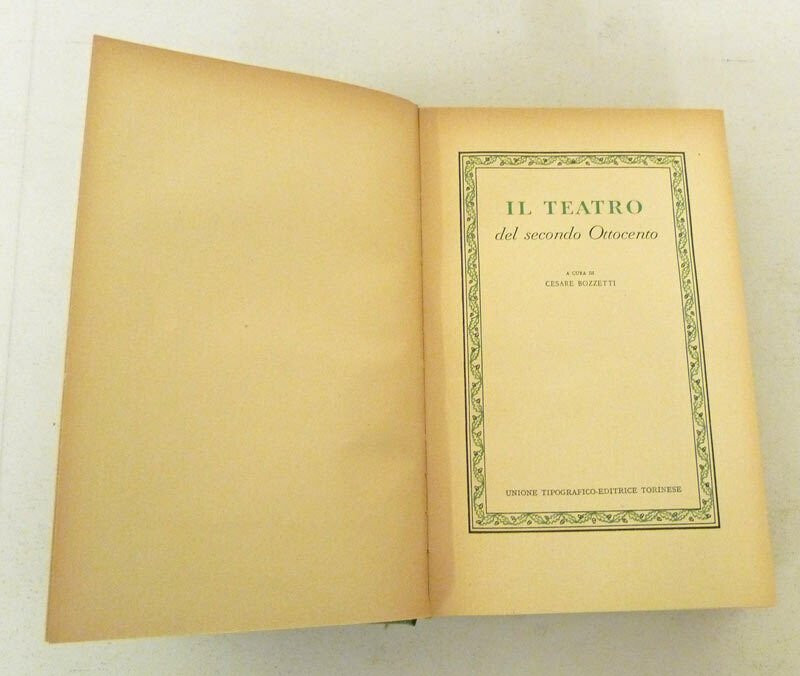 IL TEATRO
del secondo Ottocento
A CURA DI
CESARE BOZZETTI
UNIONE TIPOGRAFICO-EDITRICE TORINESE